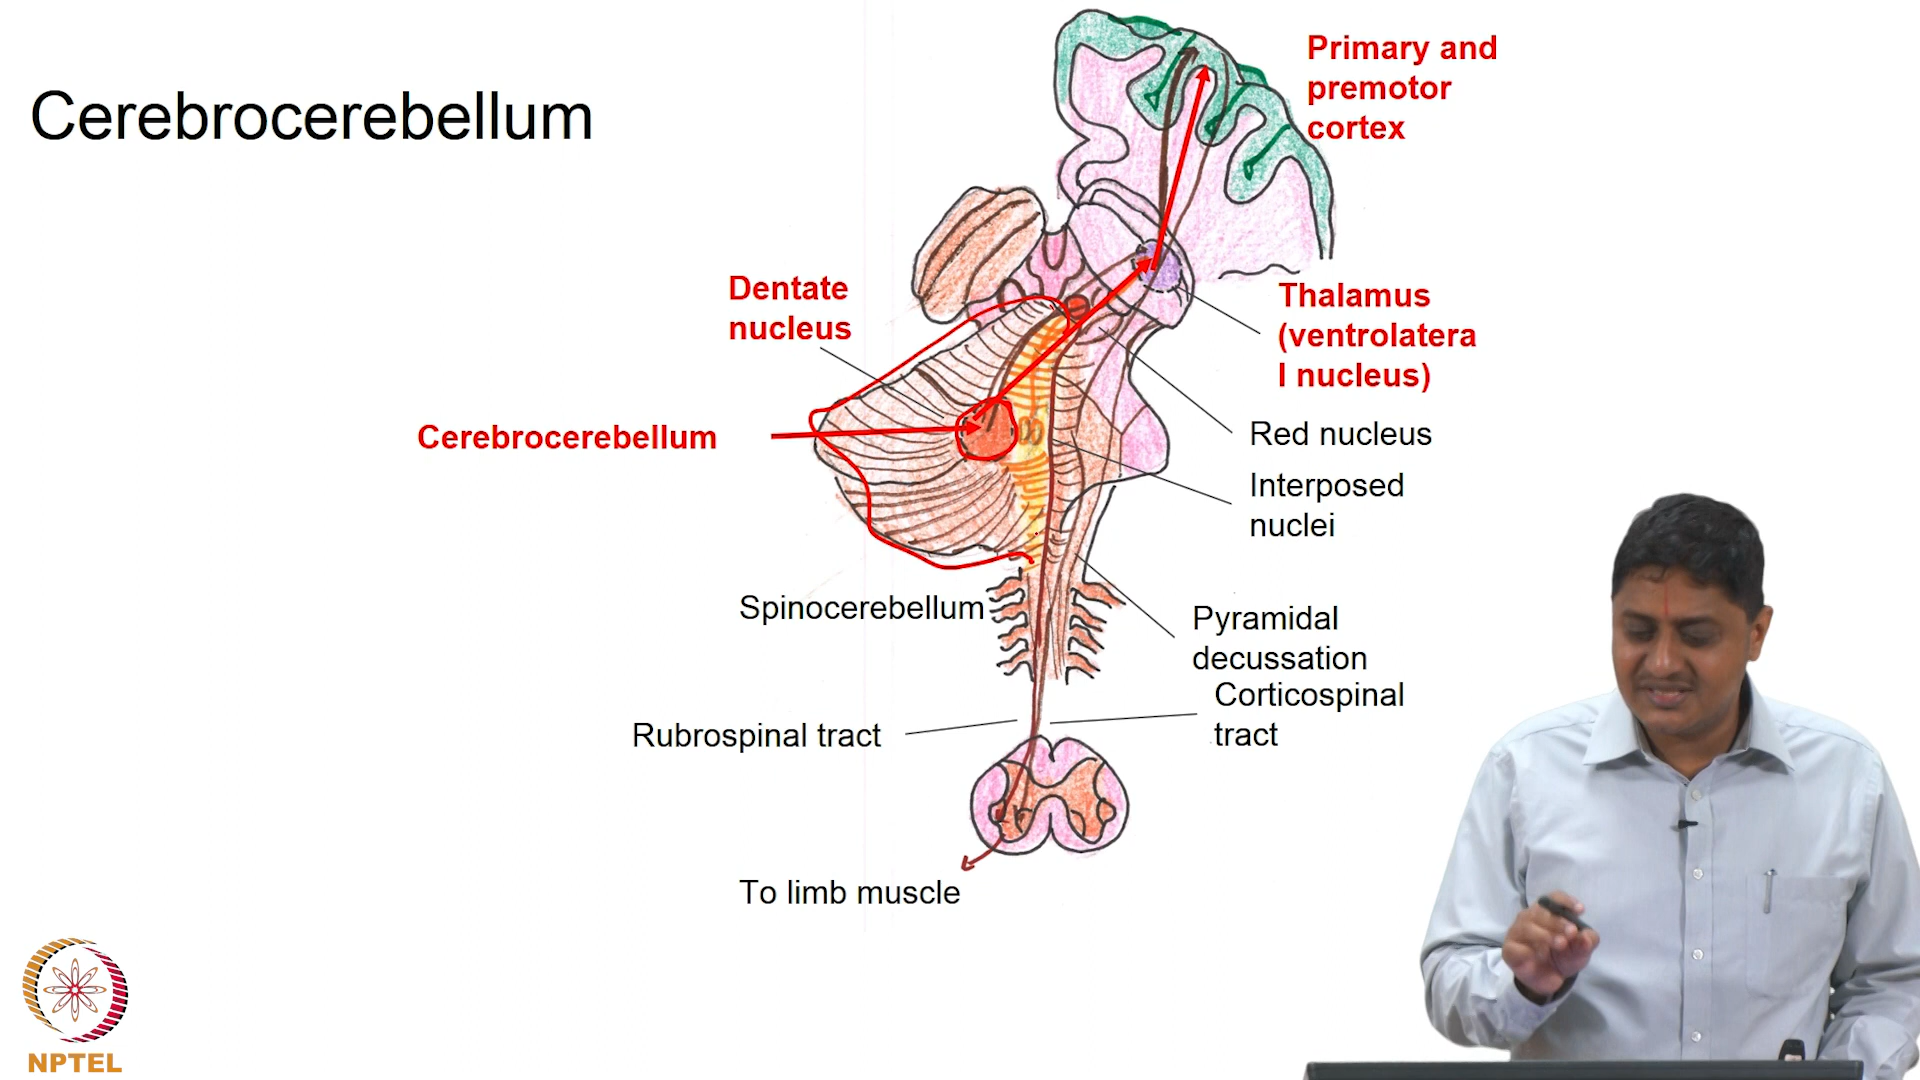 Cerebrocerebellum
Primary and
premotor
cortex
Dentate
nucleus
Thalamus
(ventrolatera
l nucleus)
Cerebrocerebellum
Red nucleus
Interposed
nuclei
Spinocerebellum
Pyramidal
decussation
Corticospinal
tract
Rubrospinal tract
To limb muscle
NPTEL